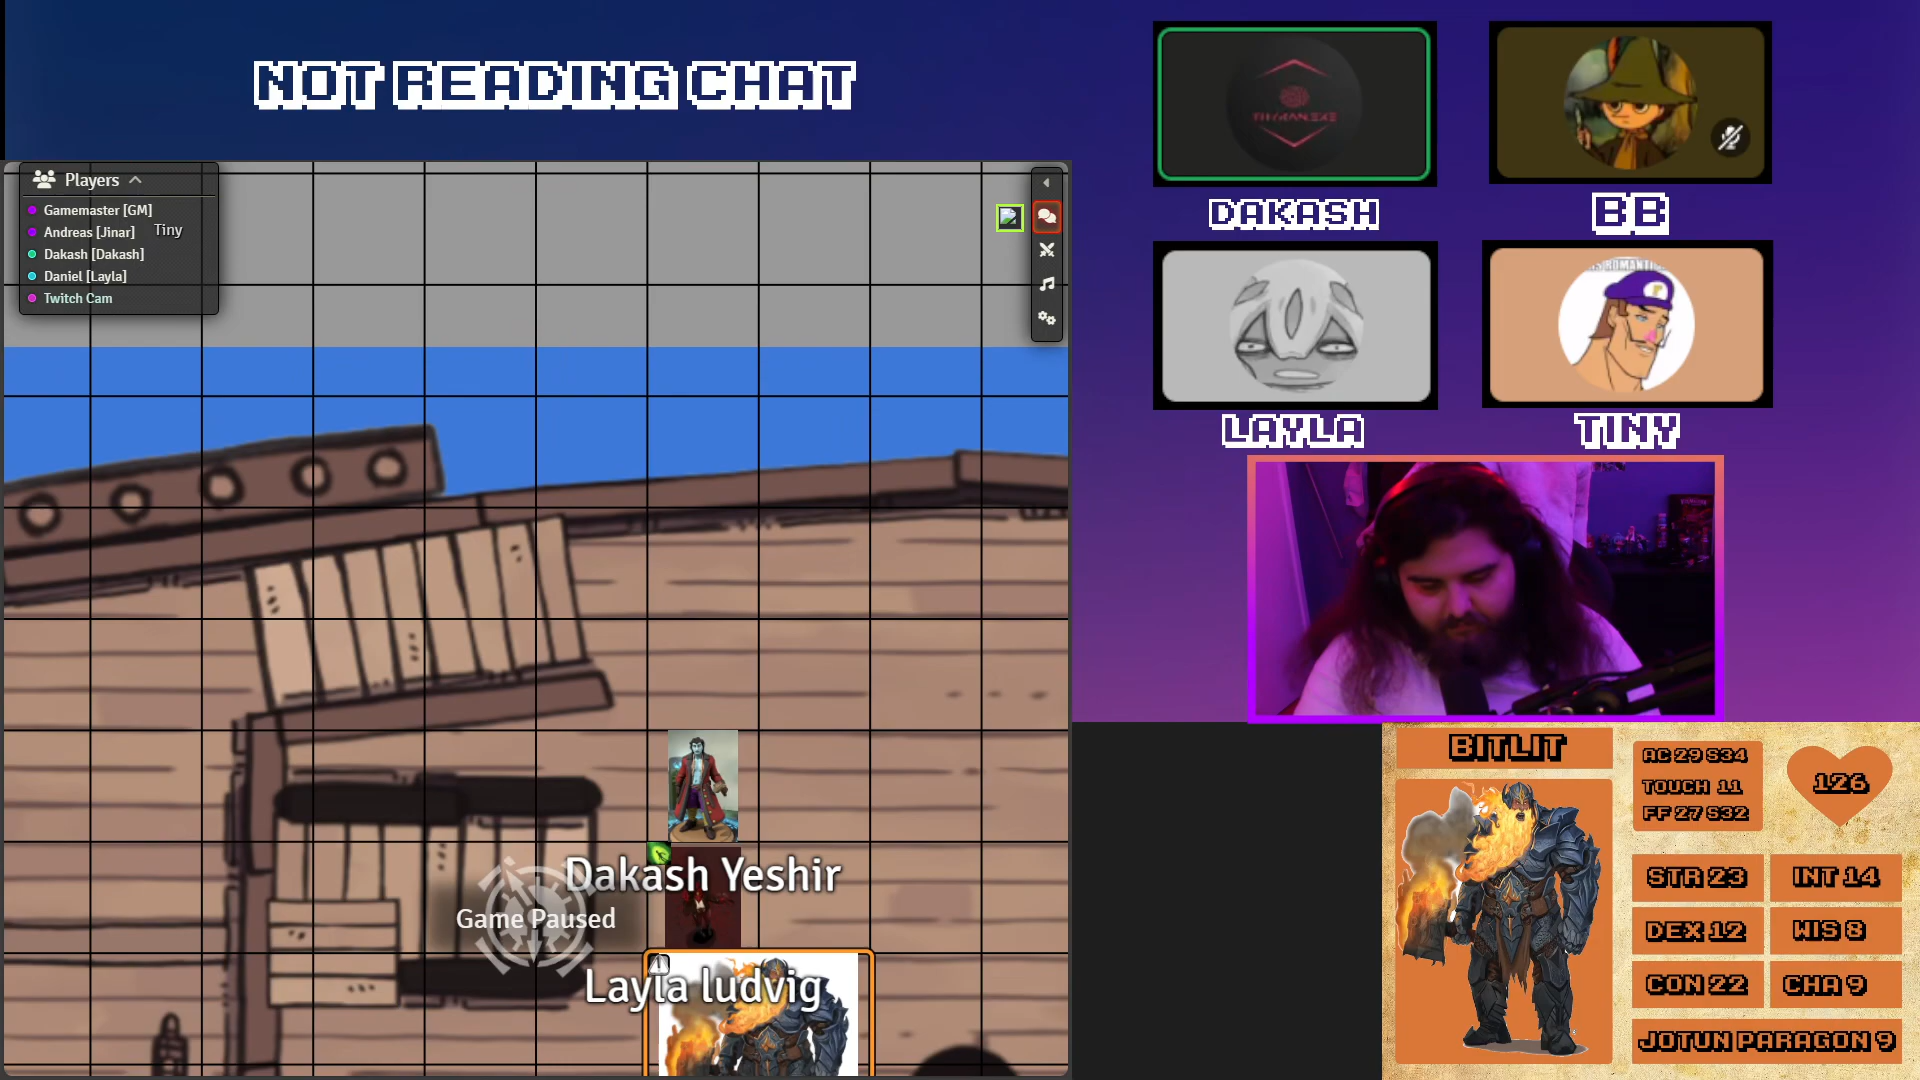 NOT READING CHAT
Players
Gamemaster [GM]
Andreas [Jinar]
Tiny
Dakash [Dakash]
Daniel [Layla]
Twitch Cam
Dakash Yeshir
Game Paused
Layla ludvig
DAKASH
BB
LAYLA
TINY
BITLIT
AC 29 S34
TOUCH 11
FF 27 S32
126
STR 23
INT 14
DEX 12
WIS 8
CON 22
CHA 9
JOTUN PARAGON 9